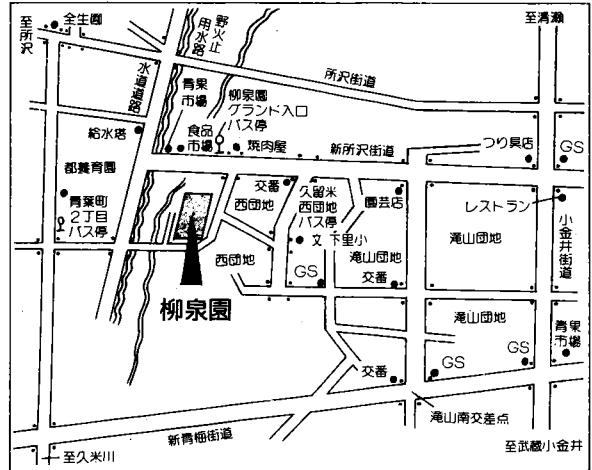 至所沢
全生園
野火止用水路
至清瀬
水道道路
青果
市場
柳泉園
グランド入口
バス停
所沢街道
給水塔
食品
市場
焼肉屋
新所沢街道
つり具店
GS
都養育園
青葉町
2丁目
バス停
交番
西団地
久留米
西団地
バス停
園芸店
レストラン
文 下里小
滝山団地
滝山団地
小金井街道
西団地
GS
交番
柳泉園
滝山団地
青果
市場
GS
GS
交番
滝山南交差点
新青梅街道
至久米川
至武蔵小金井